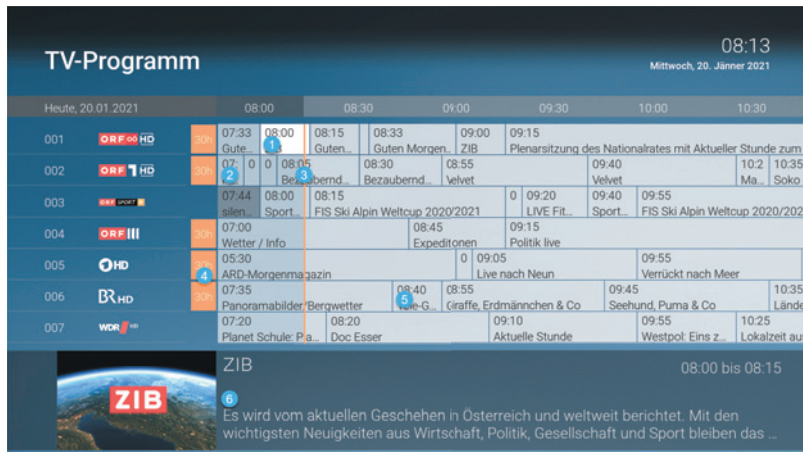 08:13
TV-Programm
Mittwoch, 20. Jänner 2021
Heute, 20.01.2021 08:00 08:30 09:00 09:30 10:00 10:30
001 ORF OÖ HD 30h 07:33 08:00 08:15 08:33 09:00 09:15
Gute... 1 Guten... Guten Morgen.. ZIB Plenarsitzung des Nationalrates mit Aktueller Stunde zum
002 ORF 1 HD 07: 0 0 08:05 08:30 08:55 09:40 10:2 10:35
2 Bezaubernd... 3 Bezaubernd... Velvet Velvet Ma... Soko
003 ORF SPORT + 07:44 08:00 08:15 0 09:20 09:40 09:55
silen... Sport... FIS Ski Alpin Weltcup 2020/2021 LIVE Fit... Sport... FIS Ski Alpin Weltcup 2020/202
004 ORF III 30h 07:00 08:45 09:15
Wetter / Info Expeditonen Politik live
005 HD 05:30 0 09:05 09:55
4 ARD-Morgenmagazin Live nach Neun Verrückt nach Meer
006 BR HD 30h 07:35 08:40 08:55 09:45 10:35
Panoramabilder/Bergwetter 5 Giraffe, Erdmännchen & Co Seehund, Puma & Co Lände
007 WDR HD 07:20 08:20 09:10 09:55 10:25
Planet Schule: Pla... Doc Esser Aktuelle Stunde Westpol: Eins z... Lokalzeit au
ZIB 08:00 bis 08:15
ZIB
6
Es wird vom aktuellen Geschehen in Österreich und weltweit berichtet. Mit den
wichtigsten Neuigkeiten aus Wirtschaft, Politik, Gesellschaft und Sport bleiben das ...